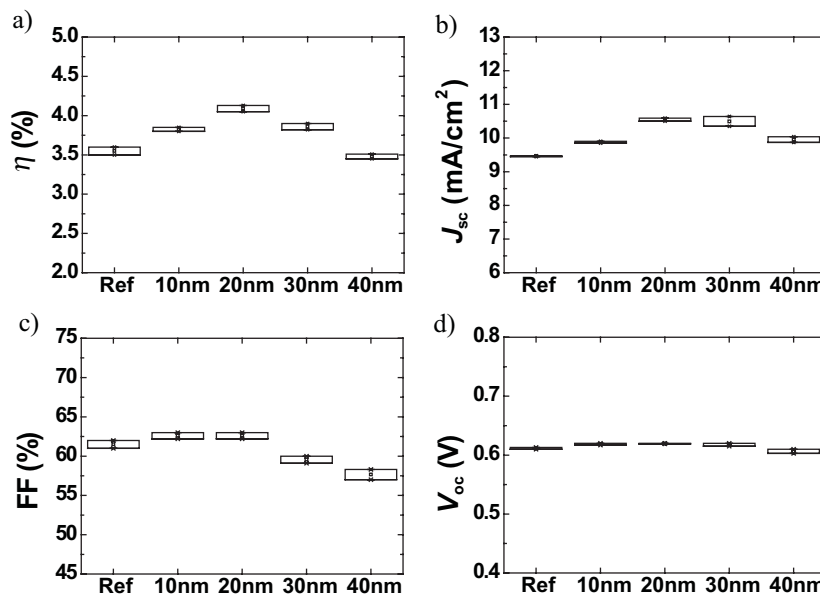 a)
η (%)
5.0
4.5
4.0
3.5
3.0
2.5
2.0
Ref 10nm 20nm 30nm 40nm
b)
Jsc (mA/cm²)
13
12
11
10
9
8
7
6
Ref 10nm 20nm 30nm 40nm
c)
FF (%)
75
70
65
60
55
50
45
Ref 10nm 20nm 30nm 40nm
d)
Voc (V)
0.8
0.7
0.6
0.5
0.4
Ref 10nm 20nm 30nm 40nm